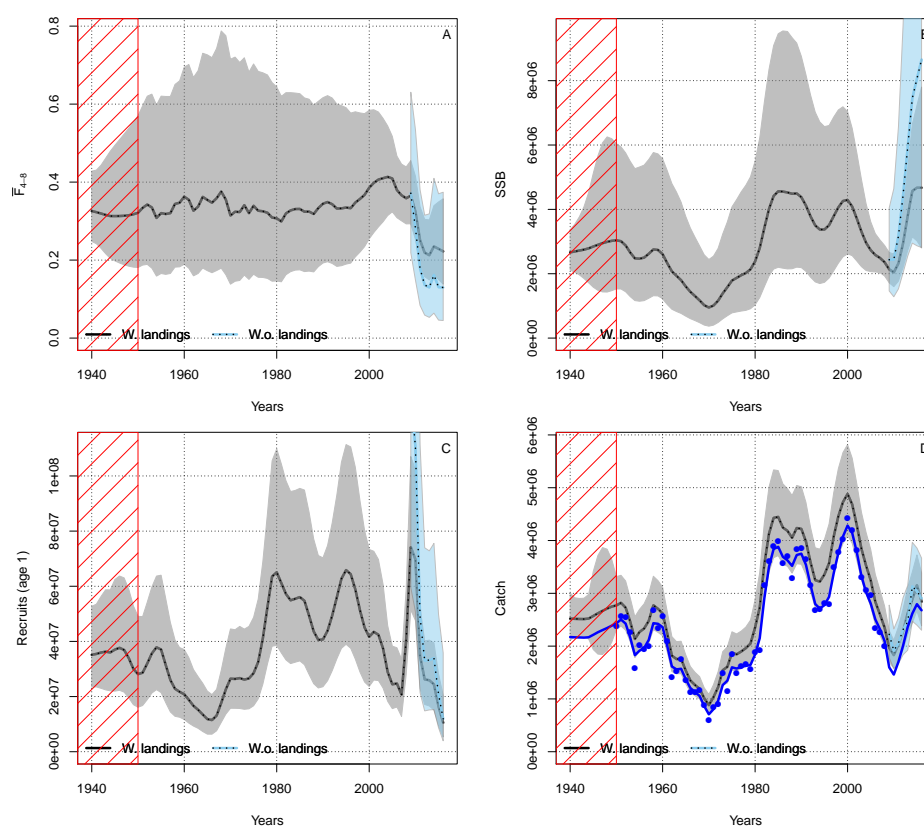 A
0.0 0.2 0.4 0.6 0.8
F̅4−8
W. landings W.o. landings
1940 1960 1980 2000
Years
0e+00 2e+06 4e+06 6e+06 8e+06
SSB
W. landings W.o. landings
1940 1960 1980 2000
Years
C
0e+00 2e+07 4e+07 6e+07 8e+07 1e+08
Recruits (age 1)
W. landings W.o. landings
1940 1960 1980 2000
Years
0e+00 1e+06 2e+06 3e+06 4e+06 5e+06 6e+06
Catch
W. landings W.o. landings
1940 1960 1980 2000
Years